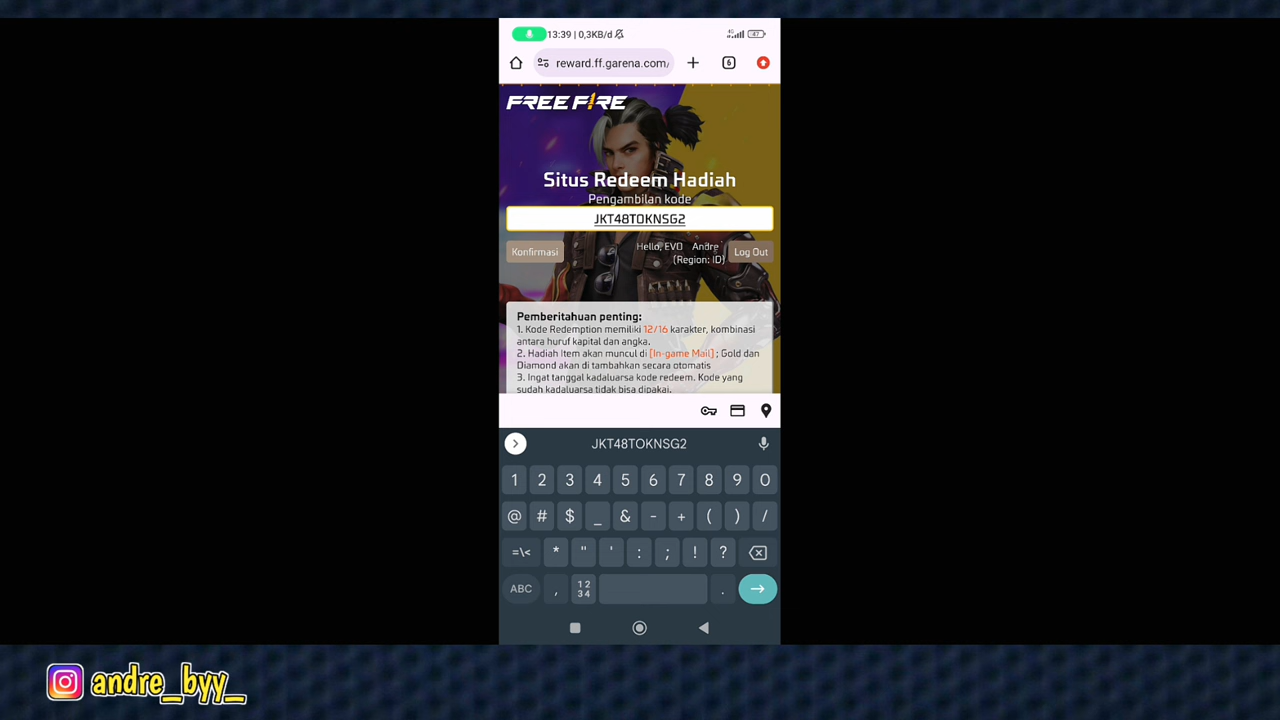 13:39 | 0,3KB/d
4G
47
reward.ff.garena.com/
6
FREE FIRE
Situs Redeem Hadiah
Pengambilan kode
JKT48TOKNSG2
Konfirmasi
Hello, EVO Andre
(Region: ID)
Log Out
Pemberitahuan penting:
1. Kode Redemption memiliki 12/16 karakter, kombinasi
antara huruf kapital dan angka.
2. Hadiah Item akan muncul di [In-game Mail] ; Gold dan
Diamond akan di tambahkan secara otomatis
3. Ingat tanggal kadaluarsa kode redeem. Kode yang
sudah kadaluarsa tidak bisa dipakai.
JKT48TOKNSG2
1 2 3 4 5 6 7 8 9 0
@ # $ _ & - + ( ) /
=\< * " ' : ; ! ?
ABC , 12 34 .
andre_byy_